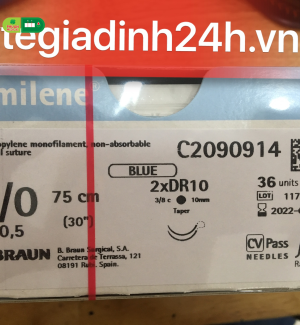 tegiadinh24h.vn
milene
pylene monofilament, non-absorbable
l suture
C2090914
BLUE
/0
75 cm
2xDR10
36 units
3/8 c
10mm
LOT 117
(30")
Taper
2022-
0,5
BRAUN
B. Braun Surgical, S.A.
Carretera de Terrassa, 121
08191 Rubí, Spain.
CV Pass
NEEDLES